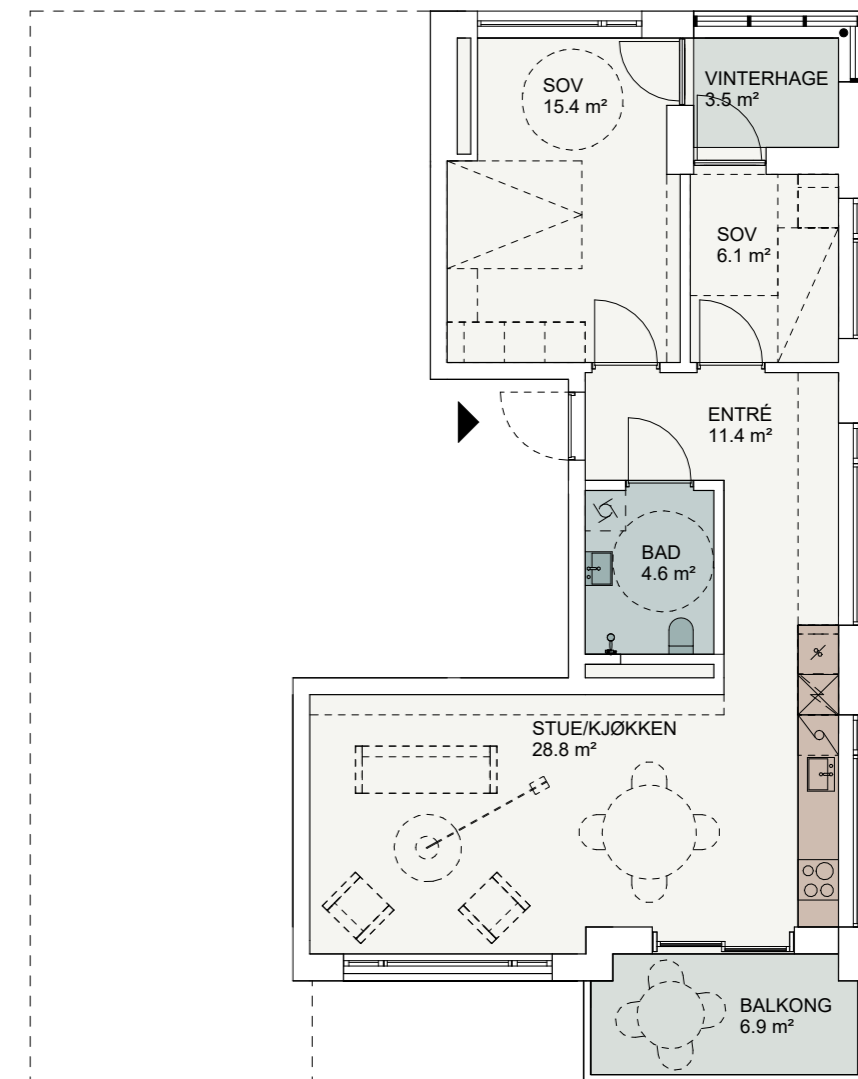 SOV
15.4 m²
VINTERHAGE
3.5 m²
SOV
6.1 m²
ENTRÉ
11.4 m²
BAD
4.6 m²
STUE/KJØKKEN
28.8 m²
BALKONG
6.9 m²